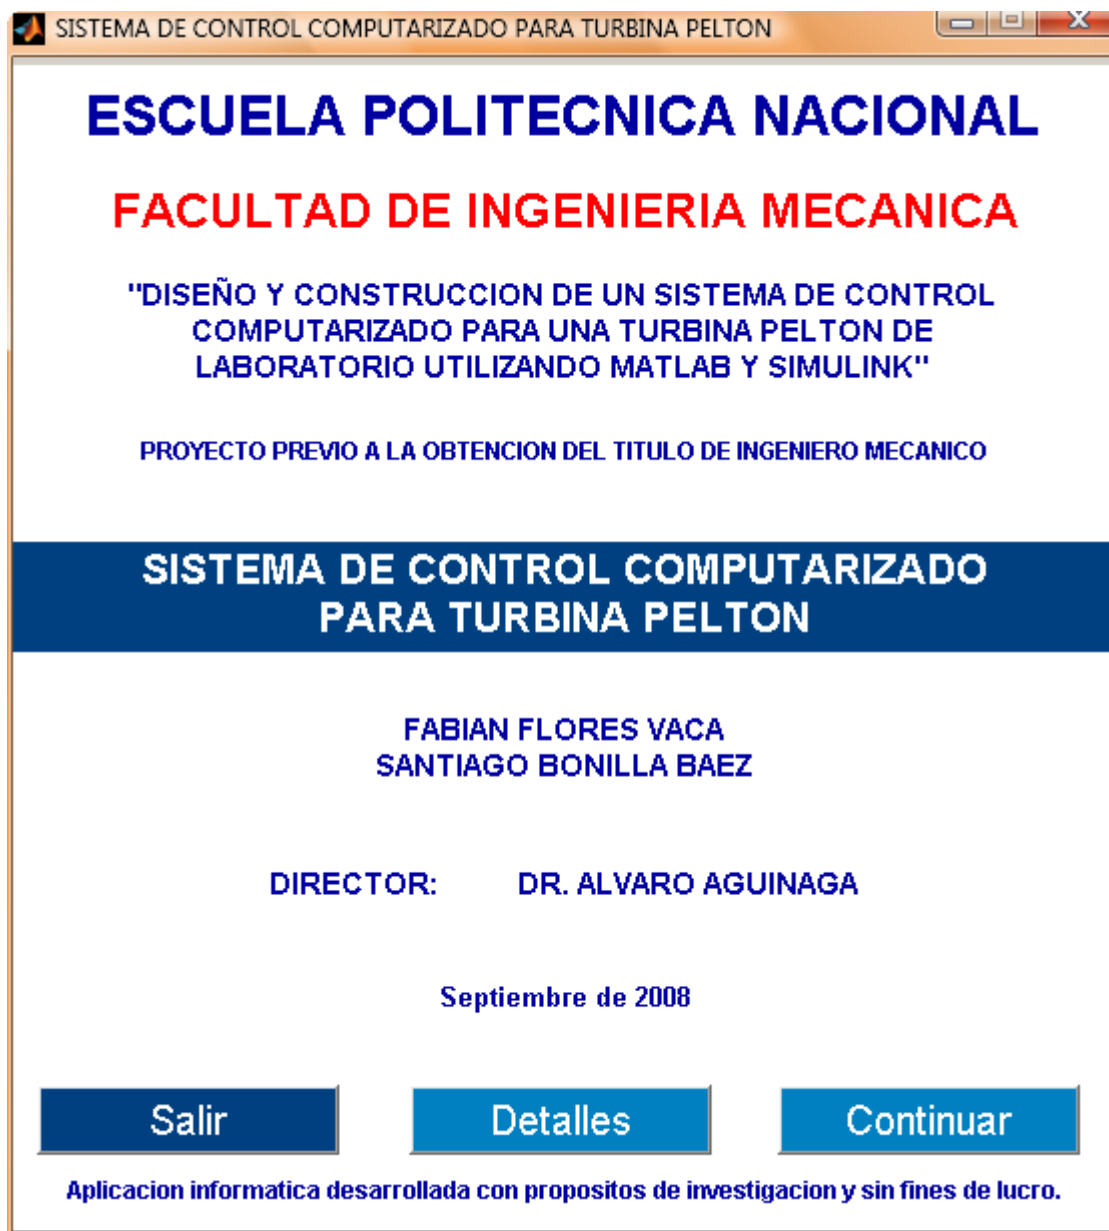 SISTEMA DE CONTROL COMPUTARIZADO PARA TURBINA PELTON
ESCUELA POLITECNICA NACIONAL
FACULTAD DE INGENIERIA MECANICA
"DISEÑO Y CONSTRUCCION DE UN SISTEMA DE CONTROL
COMPUTARIZADO PARA UNA TURBINA PELTON DE
LABORATORIO UTILIZANDO MATLAB Y SIMULINK"
PROYECTO PREVIO A LA OBTENCION DEL TITULO DE INGENIERO MECANICO
SISTEMA DE CONTROL COMPUTARIZADO
PARA TURBINA PELTON
FABIAN FLORES VACA
SANTIAGO BONILLA BAEZ
DIRECTOR: DR. ALVARO AGUINAGA
Septiembre de 2008
Salir Detalles Continuar
Aplicacion informatica desarrollada con propositos de investigacion y sin fines de lucro.